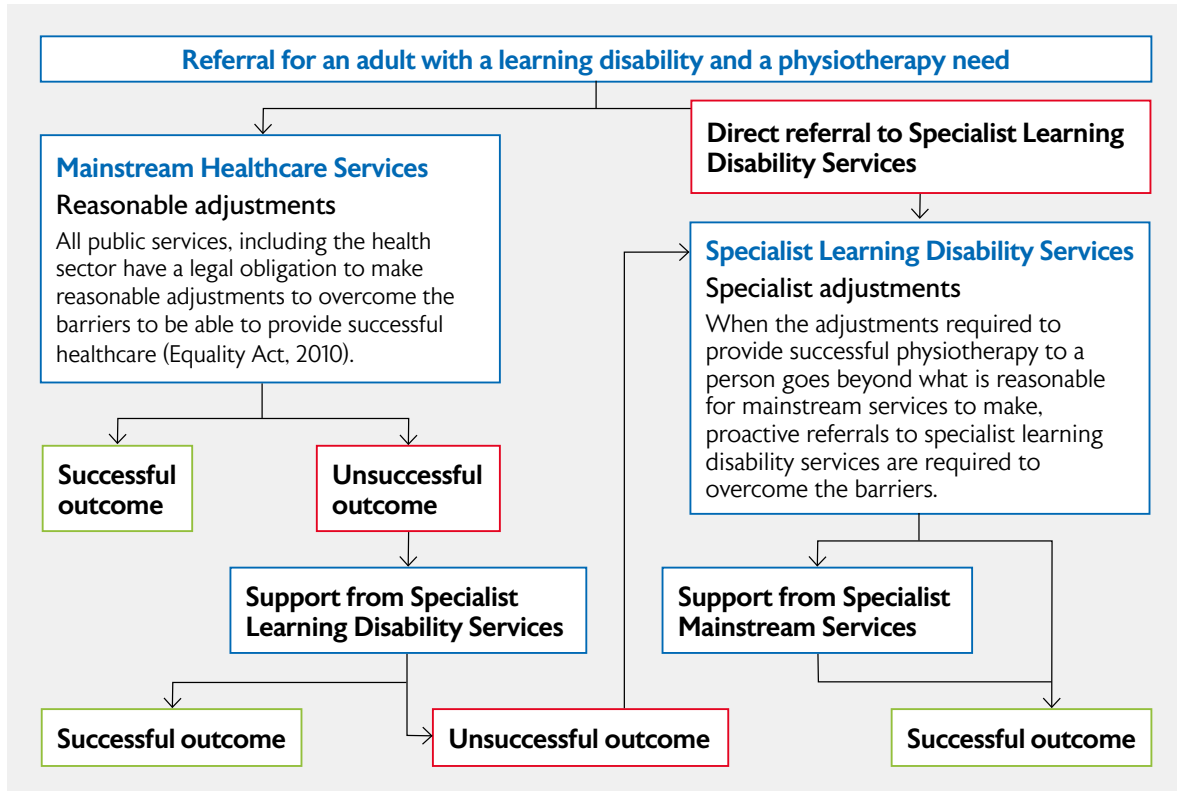 Referral for an adult with a learning disability and a physiotherapy need
Mainstream Healthcare Services
Reasonable adjustments
All public services, including the health
sector have a legal obligation to make
reasonable adjustments to overcome the
barriers to be able to provide successful
healthcare (Equality Act, 2010).
Direct referral to Specialist Learning
Disability Services
Specialist Learning Disability Services
Specialist adjustments
When the adjustments required to
provide successful physiotherapy to a
person goes beyond what is reasonable
for mainstream services to make,
proactive referrals to specialist learning
disability services are required to
overcome the barriers.
Successful
outcome
Unsuccessful
outcome
Support from Specialist
Learning Disability Services
Support from Specialist
Mainstream Services
Successful outcome
Unsuccessful outcome
Successful outcome